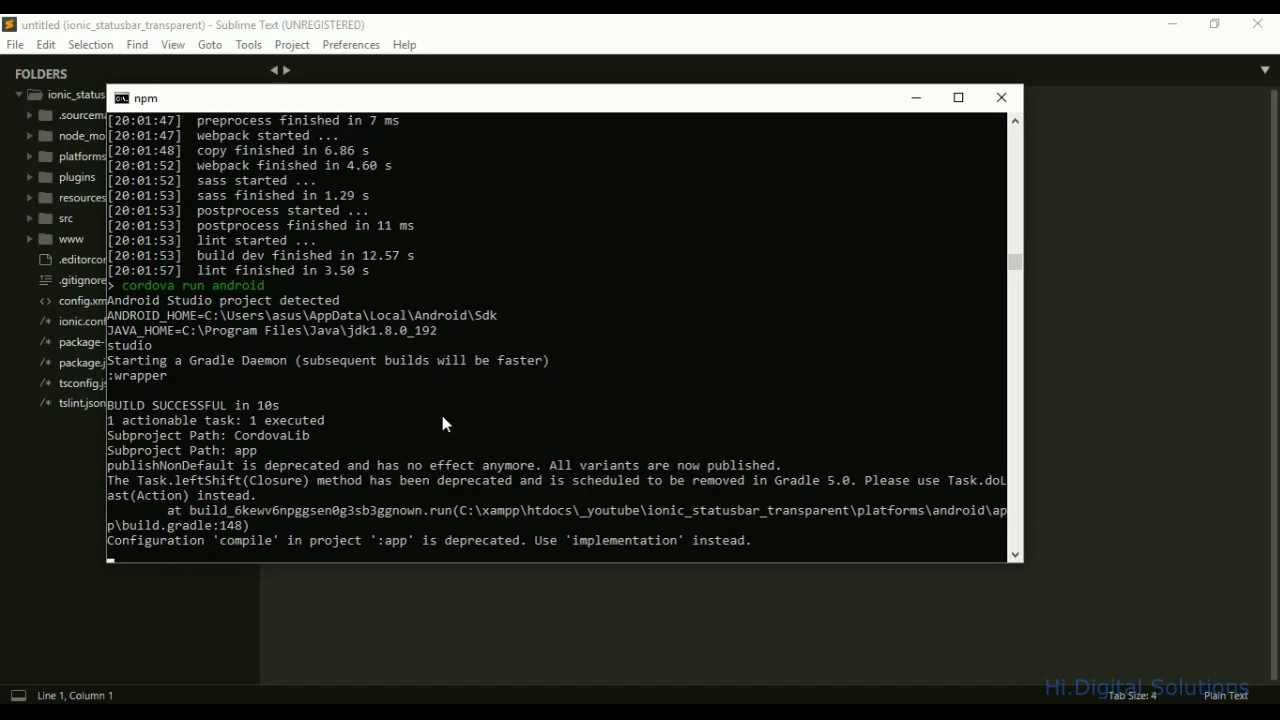 untitled (ionic_statusbar_transparent) - Sublime Text (UNREGISTERED)
File Edit Selection Find View Goto Tools Project Preferences Help
FOLDERS
ionic_status
.sourcema
node_mo
platforms
plugins
resources
src
www
.editorcon
.gitignore
config.xm
ionic.conf
package-
package.j
tsconfig.js
tslint.json
npm
[20:01:47] preprocess finished in 7 ms
[20:01:47] webpack started ...
[20:01:48] copy finished in 6.86 s
[20:01:52] webpack finished in 4.60 s
[20:01:52] sass started ...
[20:01:53] sass finished in 1.29 s
[20:01:53] postprocess started ...
[20:01:53] postprocess finished in 11 ms
[20:01:53] lint started ...
[20:01:53] build dev finished in 12.57 s
[20:01:57] lint finished in 3.50 s
> cordova run android
Android Studio project detected
ANDROID_HOME=C:\Users\asus\AppData\Local\Android\Sdk
JAVA_HOME=C:\Program Files\Java\jdk1.8.0_192
studio
Starting a Gradle Daemon (subsequent builds will be faster)
:wrapper
BUILD SUCCESSFUL in 10s
1 actionable task: 1 executed
Subproject Path: CordovaLib
Subproject Path: app
publishNonDefault is deprecated and has no effect anymore. All variants are now published.
The Task.leftShift(Closure) method has been deprecated and is scheduled to be removed in Gradle 5.0. Please use Task.doL
ast(Action) instead.
at build_6kewv6npggsen0g3sb3ggnown.run(C:\xampp\htdocs\_youtube\ionic_statusbar_transparent\platforms\android\ap
p\build.gradle:148)
Configuration 'compile' in project ':app' is deprecated. Use 'implementation' instead.
Hi.Digital Solutions
Line 1, Column 1
Tab Size: 4
Plain Text